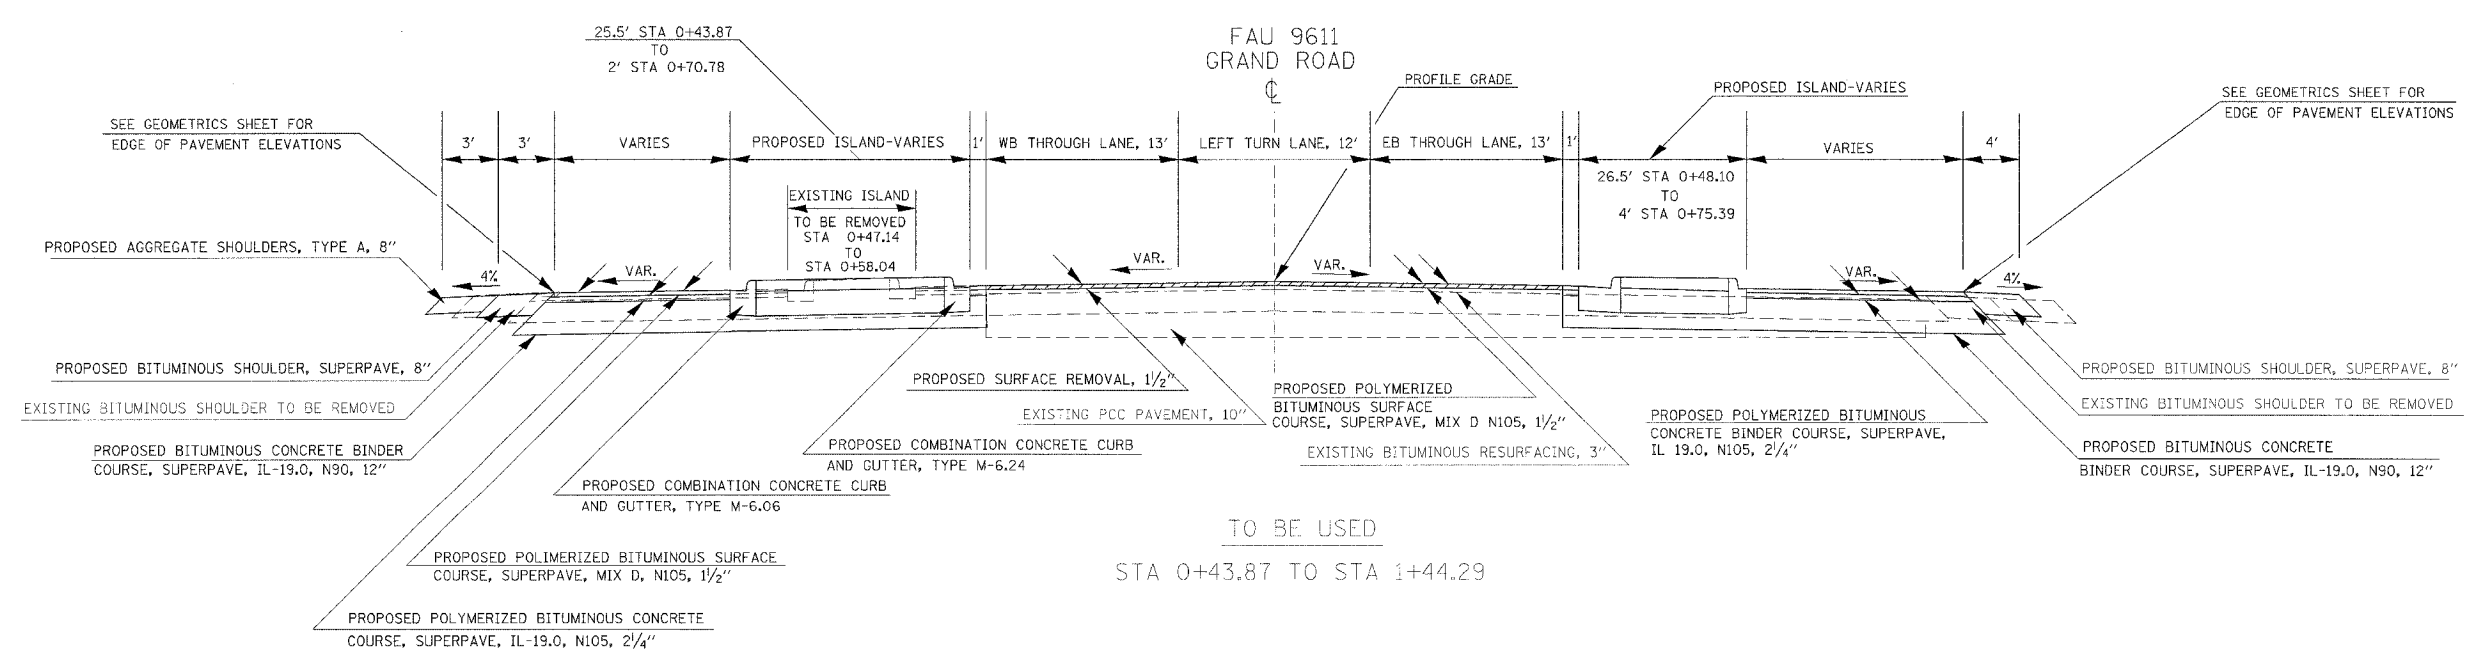 25.5' STA 0+43.87
TO
2' STA 0+70.78
FAU 9611
GRAND ROAD
℄
PROFILE GRADE
PROPOSED ISLAND-VARIES
SEE GEOMETRICS SHEET FOR
EDGE OF PAVEMENT ELEVATIONS
SEE GEOMETRICS SHEET FOR
EDGE OF PAVEMENT ELEVATIONS
3'
3'
VARIES
PROPOSED ISLAND-VARIES
1'
WB THROUGH LANE, 13'
LEFT TURN LANE, 12'
EB THROUGH LANE, 13'
1'
VARIES
4'
26.5' STA 0+48.10
TO
4' STA 0+75.39
EXISTING ISLAND
TO BE REMOVED
STA 0+47.14
TO
STA 0+58.04
PROPOSED AGGREGATE SHOULDERS, TYPE A, 8"
4%
VAR.
VAR.
VAR.
VAR.
4%
PROPOSED BITUMINOUS SHOULDER, SUPERPAVE, 8"
EXISTING BITUMINOUS SHOULDER TO BE REMOVED
PROPOSED BITUMINOUS CONCRETE BINDER
COURSE, SUPERPAVE, IL-19.0, N90, 12"
PROPOSED SURFACE REMOVAL, 1½"
EXISTING PCC PAVEMENT, 10"
PROPOSED COMBINATION CONCRETE CURB
AND GUTTER, TYPE M-6.24
PROPOSED COMBINATION CONCRETE CURB
AND GUTTER, TYPE M-6.06
PROPOSED POLYMERIZED
BITUMINOUS SURFACE
COURSE, SUPERPAVE, MIX D N105, 1½"
EXISTING BITUMINOUS RESURFACING, 3"
PROPOSED POLYMERIZED BITUMINOUS
CONCRETE BINDER COURSE, SUPERPAVE,
IL 19.0, N105, 2¼"
PROPOSED BITUMINOUS SHOULDER, SUPERPAVE, 8"
EXISTING BITUMINOUS SHOULDER TO BE REMOVED
PROPOSED BITUMINOUS CONCRETE
BINDER COURSE, SUPERPAVE, IL-19.0, N90, 12"
PROPOSED POLIMERIZED BITUMINOUS SURFACE
COURSE, SUPERPAVE, MIX D, N105, 1½"
PROPOSED POLYMERIZED BITUMINOUS CONCRETE
COURSE, SUPERPAVE, IL-19.0, N105, 2¼"
TO BE USED
STA 0+43.87 TO STA 1+44.29